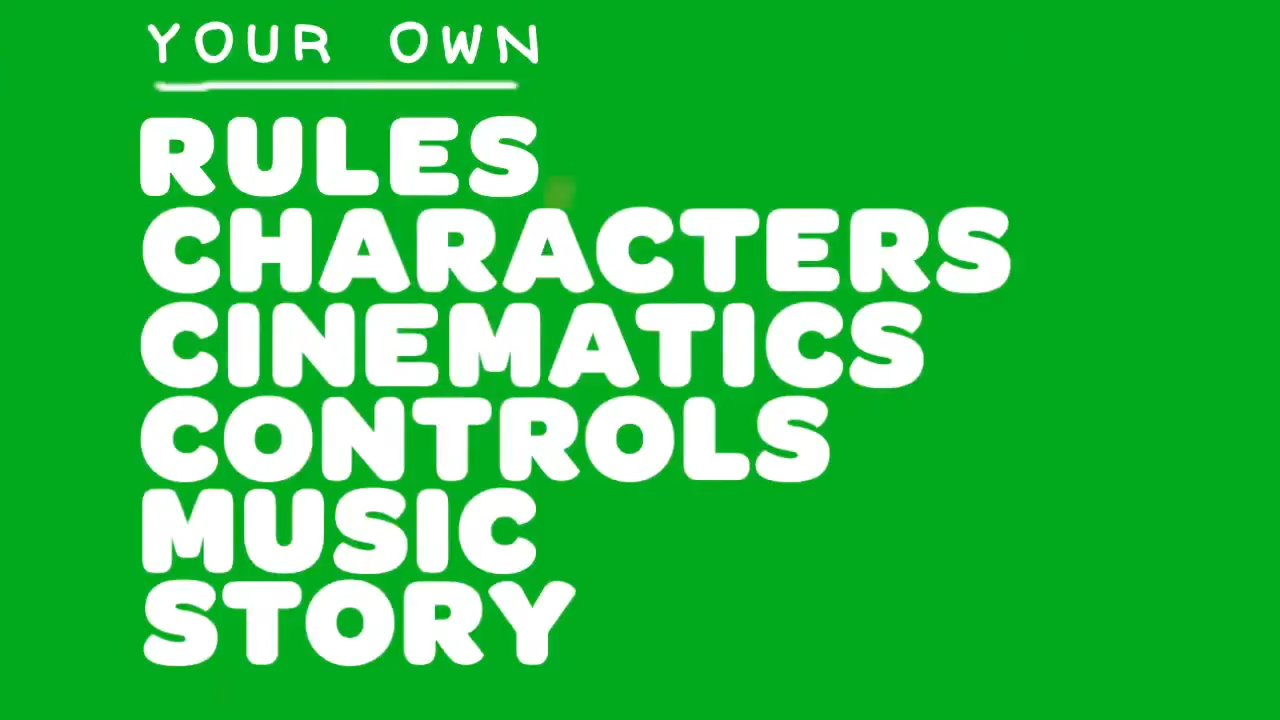 YOUR OWN
RULES
CHARACTERS
CINEMATICS
CONTROLS
MUSIC
STORY